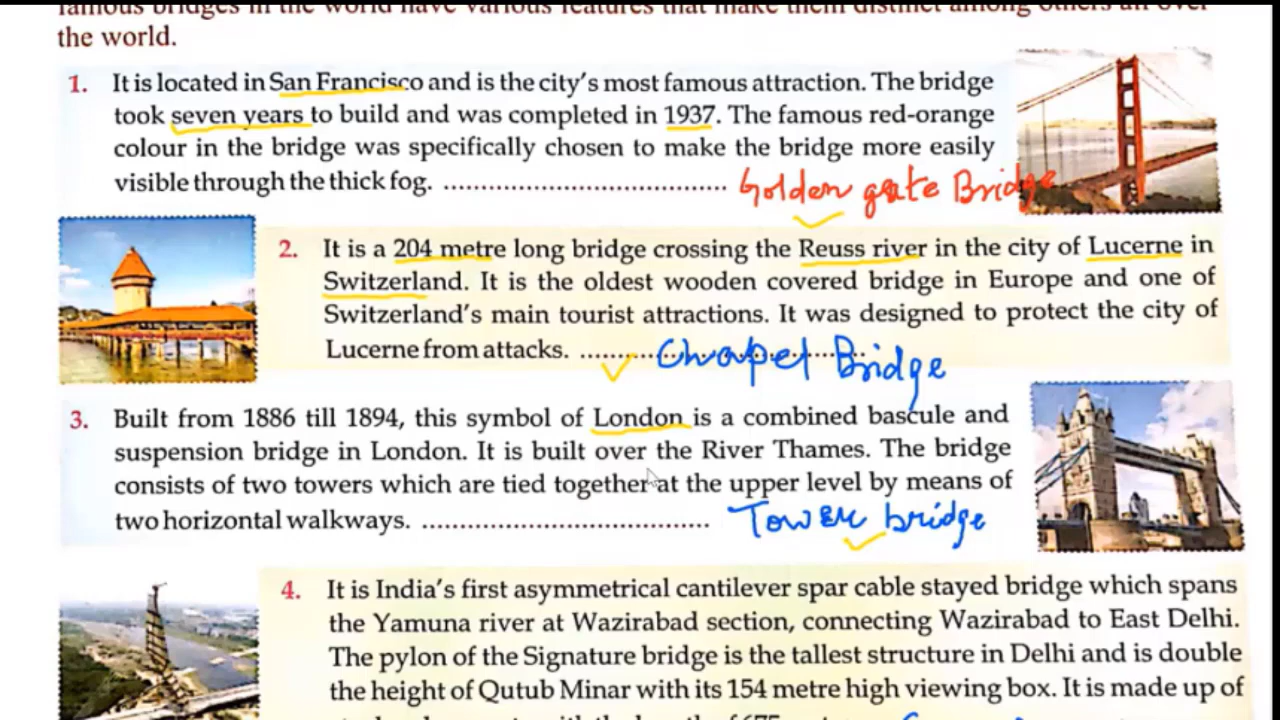 famous bridges in the world have various features that make them distinct among others all over
the world.
1. It is located in San Francisco and is the city's most famous attraction. The bridge
took seven years to build and was completed in 1937. The famous red-orange
colour in the bridge was specifically chosen to make the bridge more easily
visible through the thick fog. .................................... Golden gate Bridge
2. It is a 204 metre long bridge crossing the Reuss river in the city of Lucerne in
Switzerland. It is the oldest wooden covered bridge in Europe and one of
Switzerland's main tourist attractions. It was designed to protect the city of
Lucerne from attacks. .................................... Chapel Bridge
3. Built from 1886 till 1894, this symbol of London is a combined bascule and
suspension bridge in London. It is built over the River Thames. The bridge
consists of two towers which are tied together at the upper level by means of
two horizontal walkways. .................................... Tower bridge
4. It is India's first asymmetrical cantilever spar cable stayed bridge which spans
the Yamuna river at Wazirabad section, connecting Wazirabad to East Delhi.
The pylon of the Signature bridge is the tallest structure in Delhi and is double
the height of Qutub Minar with its 154 metre high viewing box. It is made up of